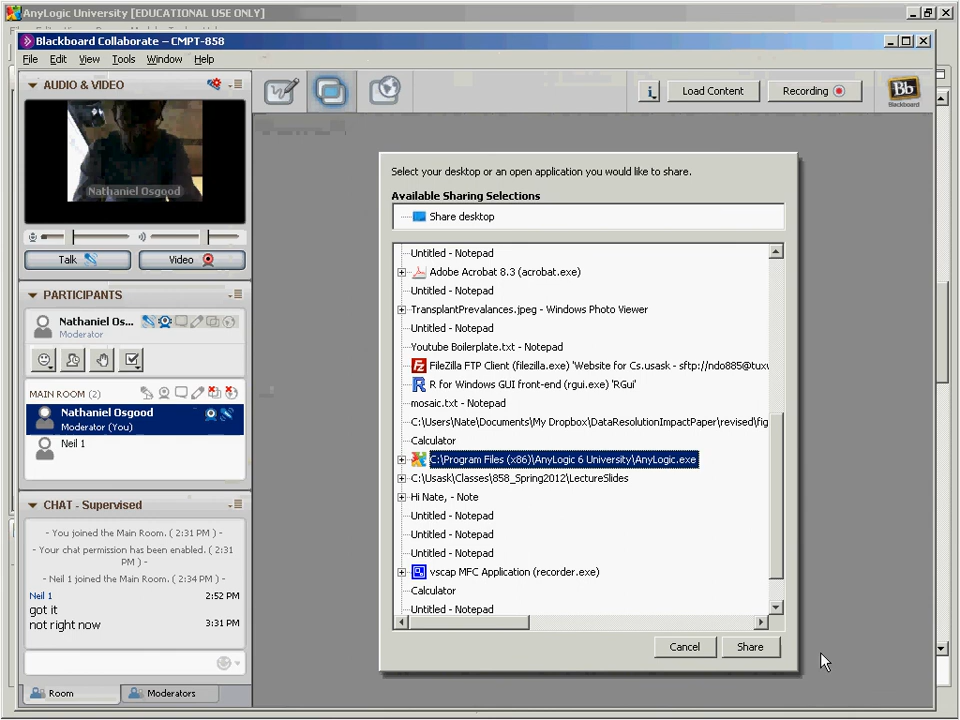 AnyLogic University [EDUCATIONAL USE ONLY]
Blackboard Collaborate – CMPT-858
File Edit View Tools Window Help
AUDIO & VIDEO
Nathaniel Osgood
Talk
Video
PARTICIPANTS
Nathaniel Os...
Moderator
MAIN ROOM (2)
Nathaniel Osgood
Moderator (You)
Neil 1
CHAT - Supervised
- You joined the Main Room. ( 2:31 PM ) -
- Your chat permission has been enabled. ( 2:31
PM ) -
- Neil 1 joined the Main Room. ( 2:34 PM ) -
Neil 1 2:52 PM
got it
not right now 3:31 PM
Room
Moderators
Load Content
Recording
Bb
Blackboard
Select your desktop or an open application you would like to share.
Available Sharing Selections
Share desktop
Untitled - Notepad
Adobe Acrobat 8.3 (acrobat.exe)
Untitled - Notepad
TransplantPrevalances.jpeg - Windows Photo Viewer
Untitled - Notepad
Youtube Boilerplate.txt - Notepad
FileZilla FTP Client (filezilla.exe) 'Website for Cs.usask - sftp://ndo885@tuxw
R for Windows GUI front-end (rgui.exe) 'RGui'
mosaic.txt - Notepad
C:\Users\Nate\Documents\My Dropbox\DataResolutionImpactPaper\revised\fig
Calculator
C:\Program Files (x86)\AnyLogic 6 University\AnyLogic.exe
C:\Usask\Classes\858_Spring2012\LectureSlides
Hi Nate, - Note
Untitled - Notepad
Untitled - Notepad
Untitled - Notepad
vscap MFC Application (recorder.exe)
Calculator
Untitled - Notepad
Cancel
Share